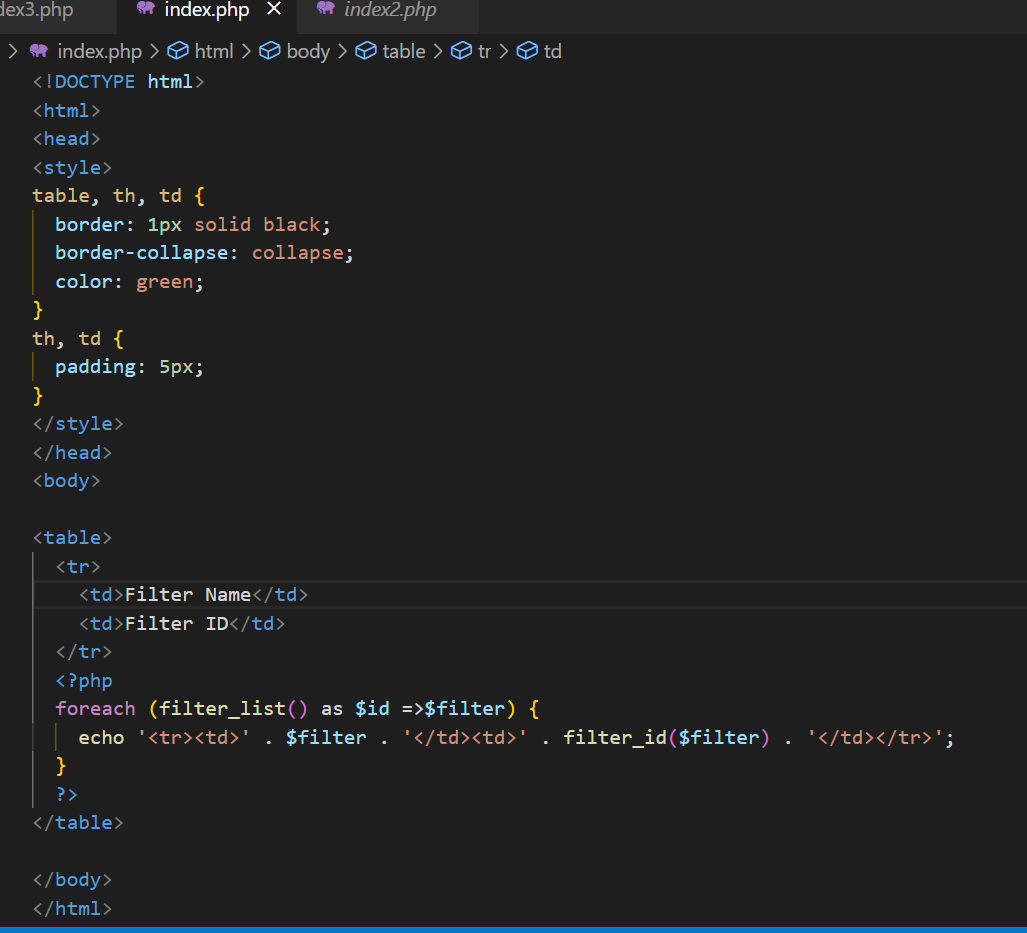 dex3.php index.php × index2.php
> index.php > html > body > table > tr > td
<!DOCTYPE html>
<html>
<head>
<style>
table, th, td {
  border: 1px solid black;
  border-collapse: collapse;
  color: green;
}
th, td {
  padding: 5px;
}
</style>
</head>
<body>

<table>
  <tr>
    <td>Filter Name</td>
    <td>Filter ID</td>
  </tr>
  <?php
  foreach (filter_list() as $id =>$filter) {
    echo '<tr><td>' . $filter . '</td><td>' . filter_id($filter) . '</td></tr>';
  }
  ?>
</table>

</body>
</html>